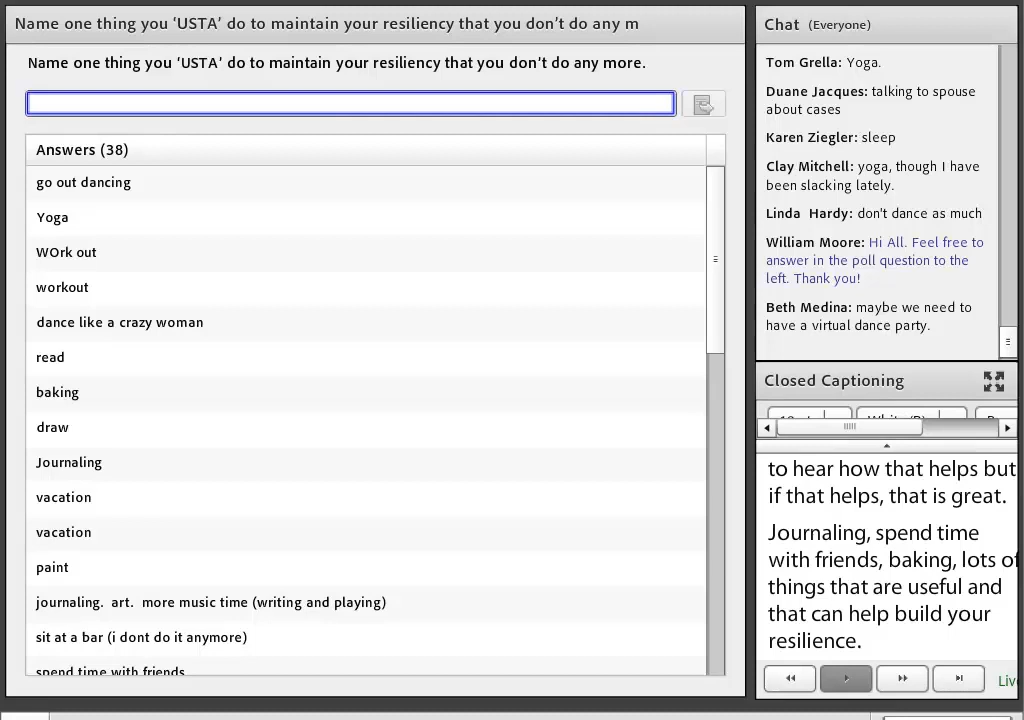 Name one thing you ‘USTA’ do to maintain your resiliency that you don’t do any m
Name one thing you ‘USTA’ do to maintain your resiliency that you don’t do any more.
Answers (38)
go out dancing
Yoga
WOrk out
workout
dance like a crazy woman
read
baking
draw
Journaling
vacation
vacation
paint
journaling. art. more music time (writing and playing)
sit at a bar (i dont do it anymore)
spend time with friends
Chat (Everyone)
Tom Grella: Yoga.
Duane Jacques: talking to spouse
about cases
Karen Ziegler: sleep
Clay Mitchell: yoga, though I have
been slacking lately.
Linda Hardy: don't dance as much
William Moore: Hi All. Feel free to
answer in the poll question to the
left. Thank you!
Beth Medina: maybe we need to
have a virtual dance party.
Closed Captioning
to hear how that helps but
if that helps, that is great.
Journaling, spend time
with friends, baking, lots of
things that are useful and
that can help build your
resilience.
Live